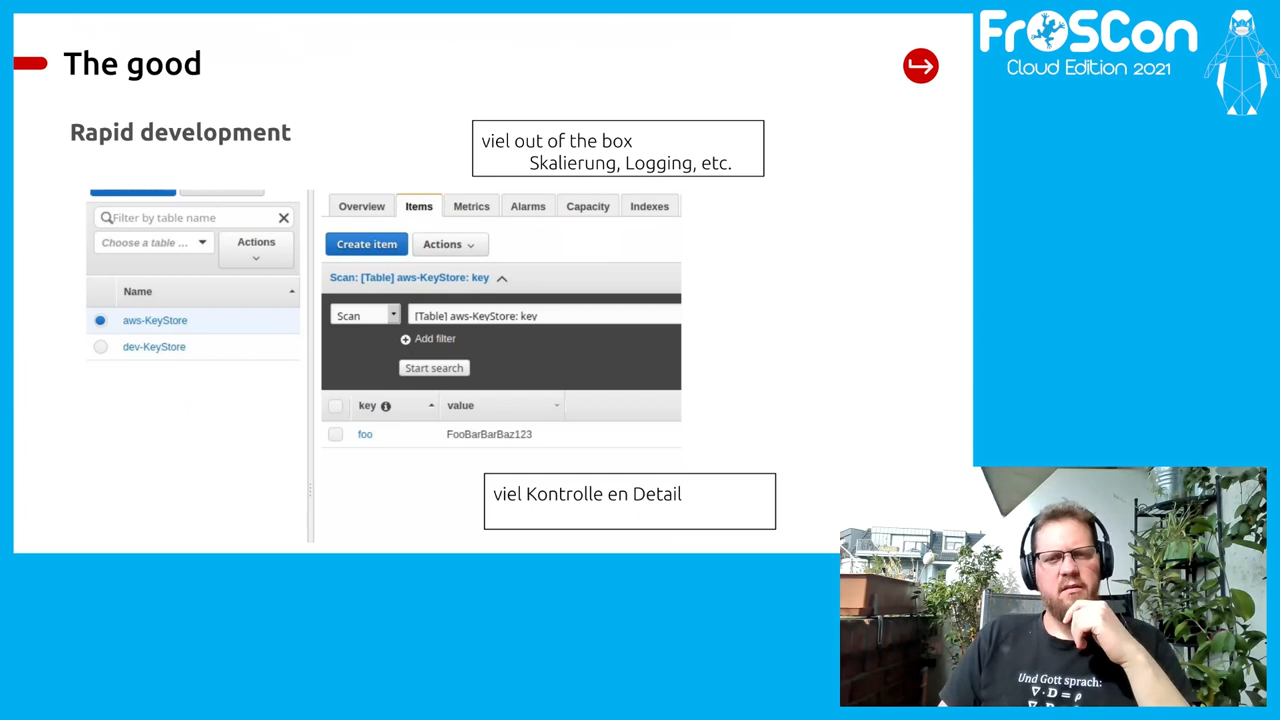 The good
FrOSCon
Cloud Edition 2021
Rapid development
viel out of the box
Skalierung, Logging, etc.
Filter by table name
Choose a table ...
Actions
Name
aws-KeyStore
dev-KeyStore
Overview Items Metrics Alarms Capacity Indexes
Create item Actions
Scan: [Table] aws-KeyStore: key
Scan [Table] aws-KeyStore: key
Add filter
Start search
key value
foo FooBarBarBaz123
viel Kontrolle en Detail
Und Gott sprach:
∇·D = ρ